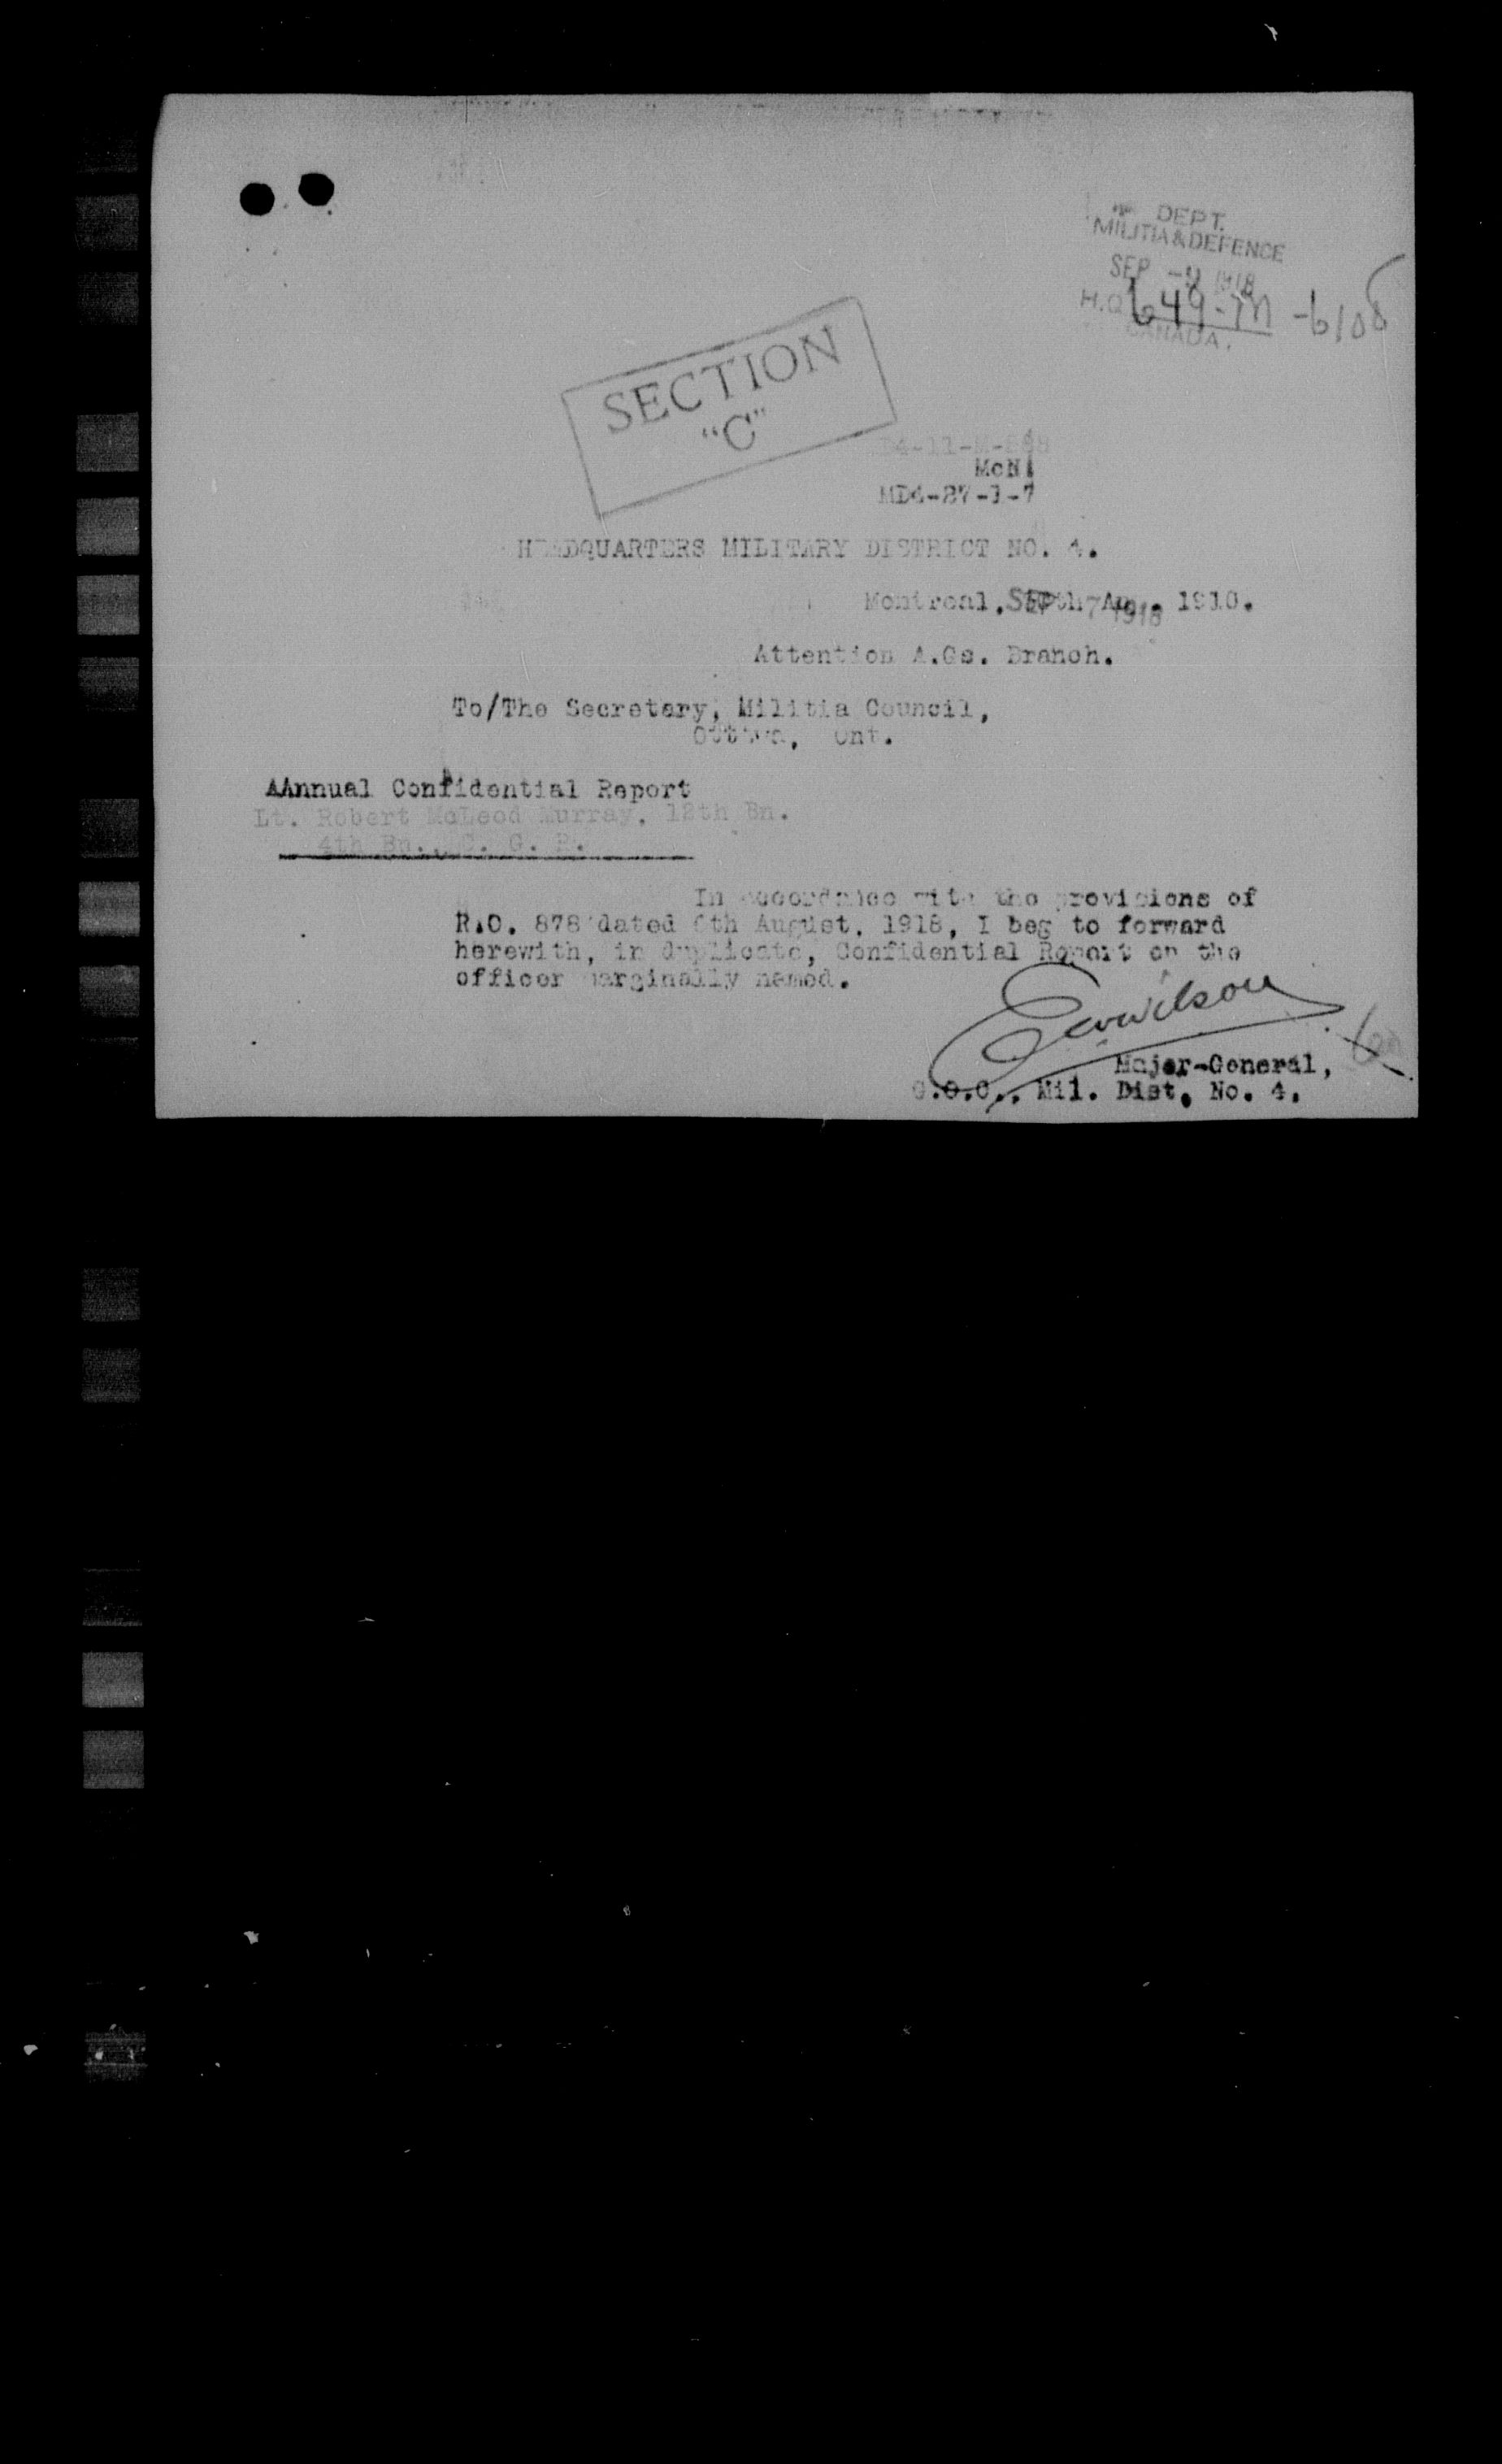 DEPT.
MILITIA & DEFENCE
SEP -9 1918
H.Q. 649-M-6108
CANADA.
SECTION
"C"
McN
MD4-27-1-7
HEADQUARTERS MILITARY DISTRICT NO. 4.
Montreal, SEP 7 1918
Attention A.Gs. Branch.
To/The Secretary, Militia Council,
Ottawa, Ont.
AAnnual Confidential Report
Lt. Robert McLeod Murray, 12th Bn.
4th Bn., C. G. R.
In accordance with the provisions of
R.O. 878 dated 6th August, 1918, I beg to forward
herewith, in duplicate, Confidential Report on the
officer marginally named.
Major-General,
G.O.C., Mil. Dist. No. 4.